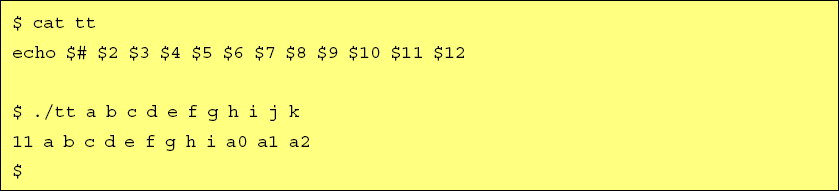 $ cat tt
echo $# $2 $3 $4 $5 $6 $7 $8 $9 $10 $11 $12
$ ./tt a b c d e f g h i j k
11 a b c d e f g h i a0 a1 a2
$